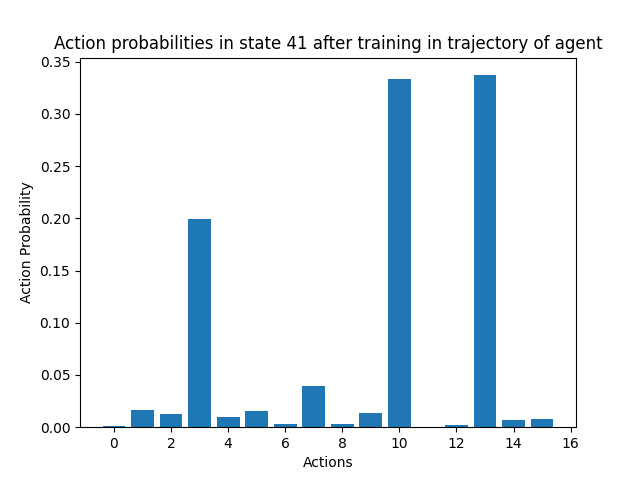 Action probabilities in state 41 after training in trajectory of agent
0.35
0.30
0.25
0.20
0.15
0.10
0.05
0.00
Action Probability
0 2 4 6 8 10 12 14 16
Actions